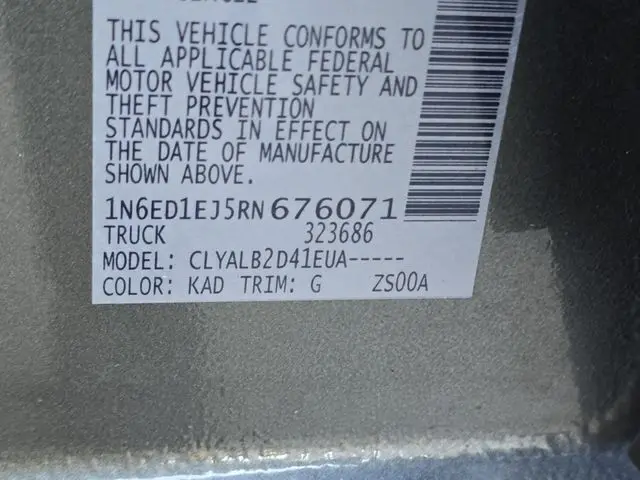 THIS VEHICLE CONFORMS TO
ALL APPLICABLE FEDERAL
MOTOR VEHICLE SAFETY AND
THEFT PREVENTION
STANDARDS IN EFFECT ON
THE DATE OF MANUFACTURE
SHOWN ABOVE.
1N6ED1EJ5RN676071
TRUCK 323686
MODEL: CLYALB2D41EUA-----
COLOR: KAD TRIM: G ZS00A